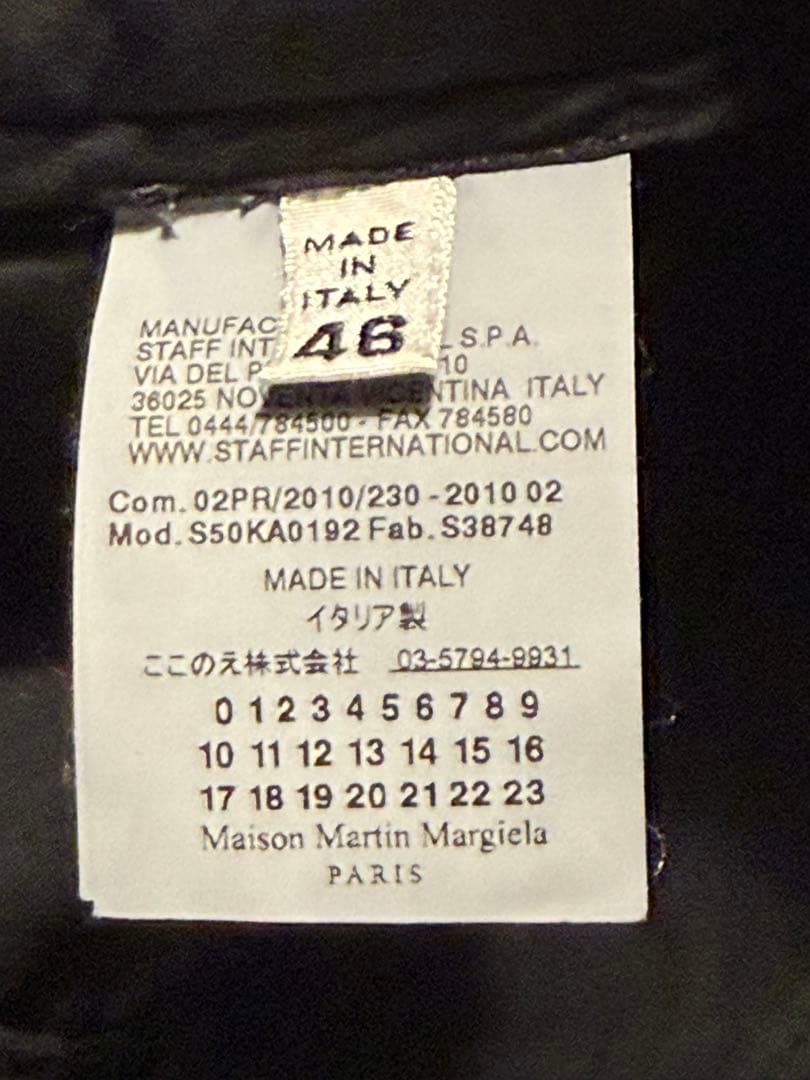 MADE
IN
ITALY
46
MANUFAC
STAFF INT L S.P.A.
VIA DEL P 10
36025 NOVENTA VICENTINA ITALY
TEL 0444/784500 - FAX 784580
WWW.STAFFINTERNATIONAL.COM
Com. 02PR/2010/230 - 2010 02
Mod. S50KA0192 Fab. S38748
MADE IN ITALY
イタリア製
ここのえ株式会社 03-5794-9931
0 1 2 3 4 5 6 7 8 9
10 11 12 13 14 15 16
17 18 19 20 21 22 23
Maison Martin Margiela
PARIS